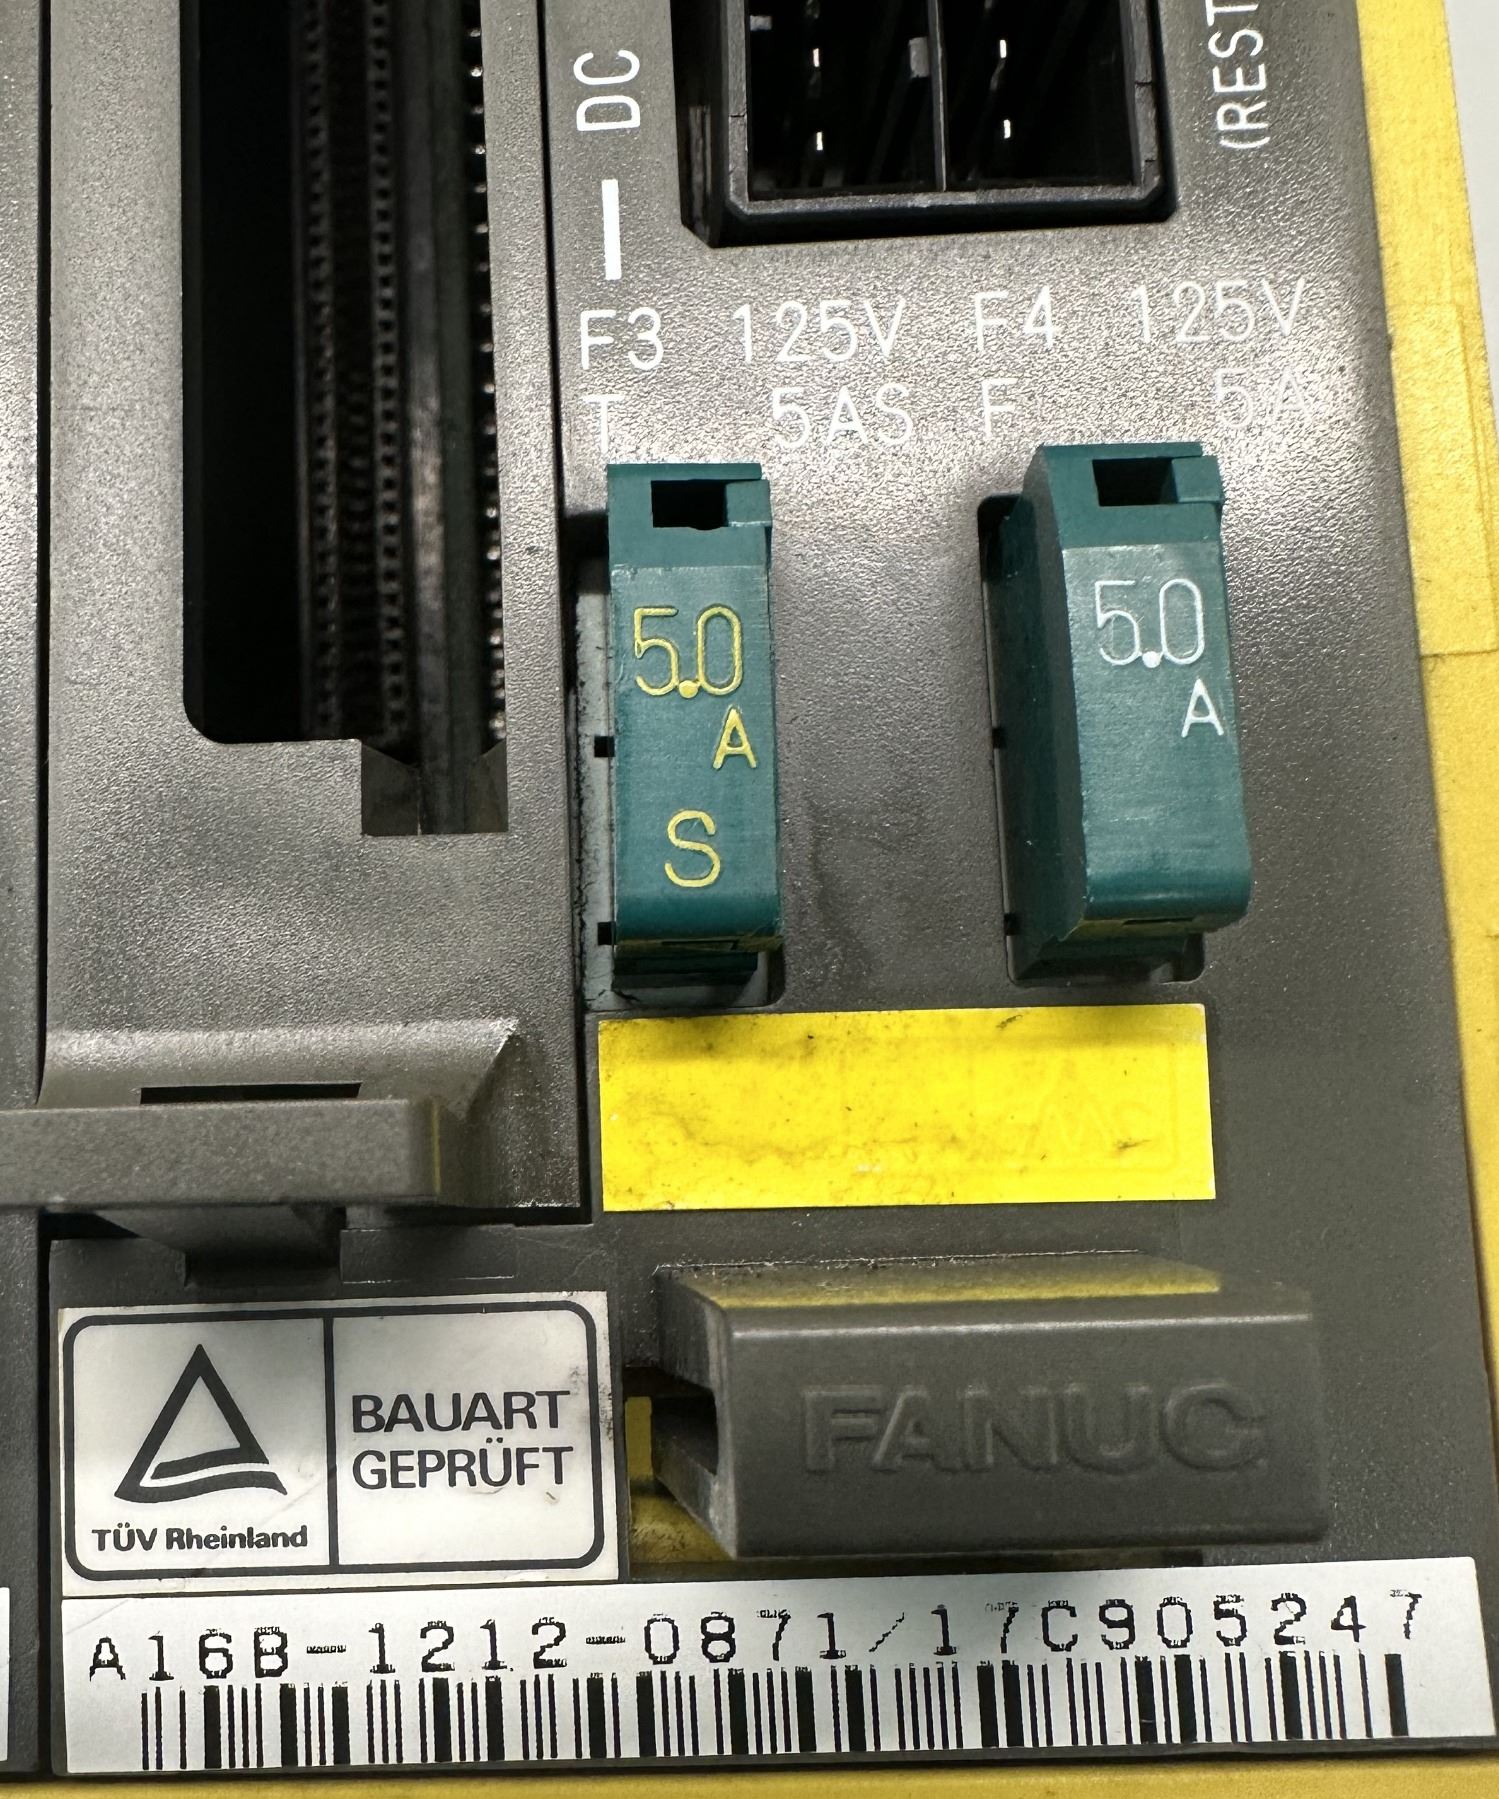 DC
(REST
F3 125V F4 125V
T 5AS F 5A
5.0
A
S
5.0
A
TÜV Rheinland
BAUART
GEPRÜFT
FANUC
A16B-1212-0871/17C905247